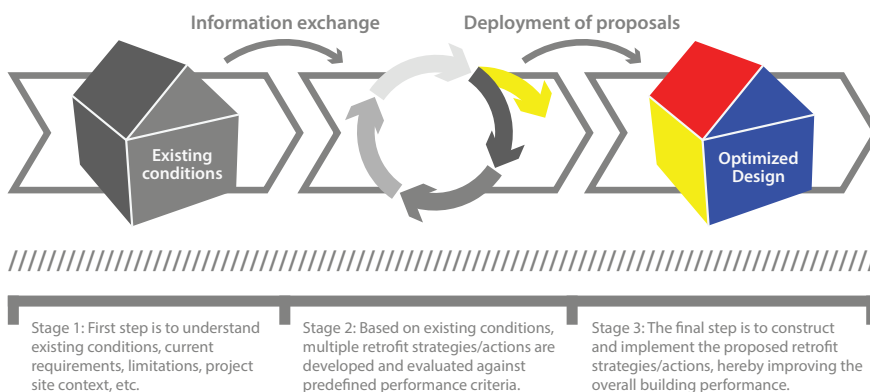 Information exchange
Deployment of proposals
Existing
conditions
Optimized
Design
Stage 1: First step is to understand
existing conditions, current
requirements, limitations, project
site context, etc.
Stage 2: Based on existing conditions,
multiple retrofit strategies/actions are
developed and evaluated against
predefined performance criteria.
Stage 3: The final step is to construct
and implement the proposed retrofit
strategies/actions, hereby improving the
overall building performance.